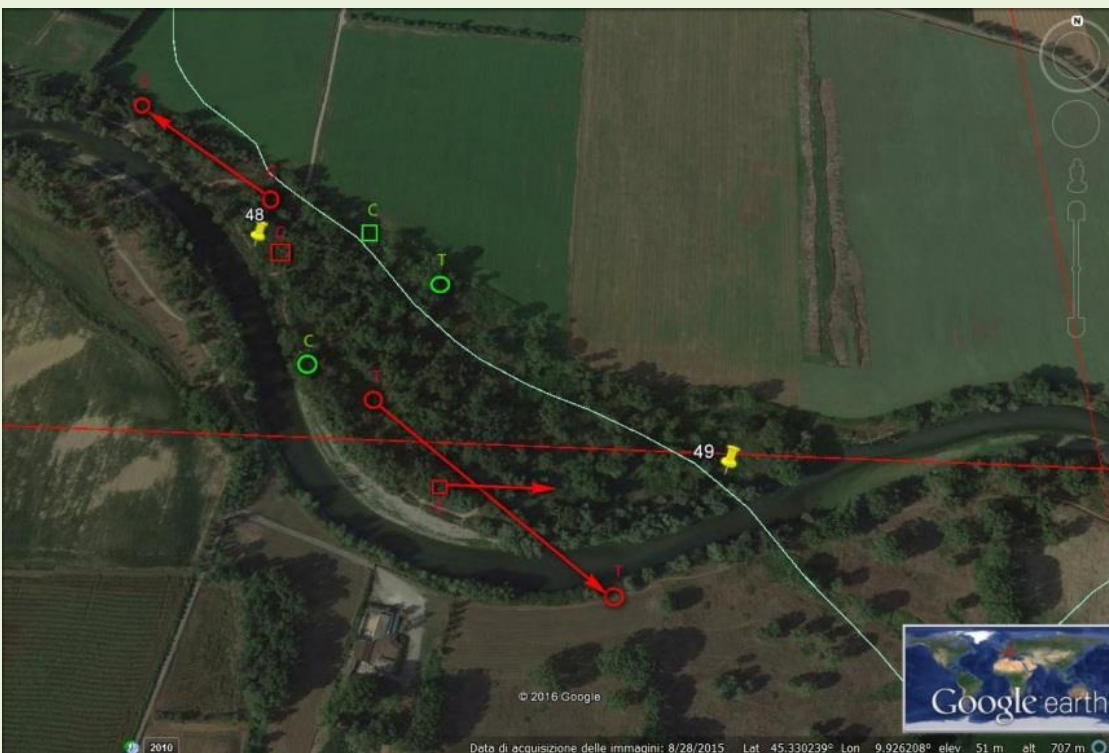 N
C
48
C
T
C
T
49
T
© 2016 Google
Google earth
2010
Data di acquisizione delle immagini: 8/28/2015 Lat 45.330239° Lon 9.926208° elev 51 m alt 707 m